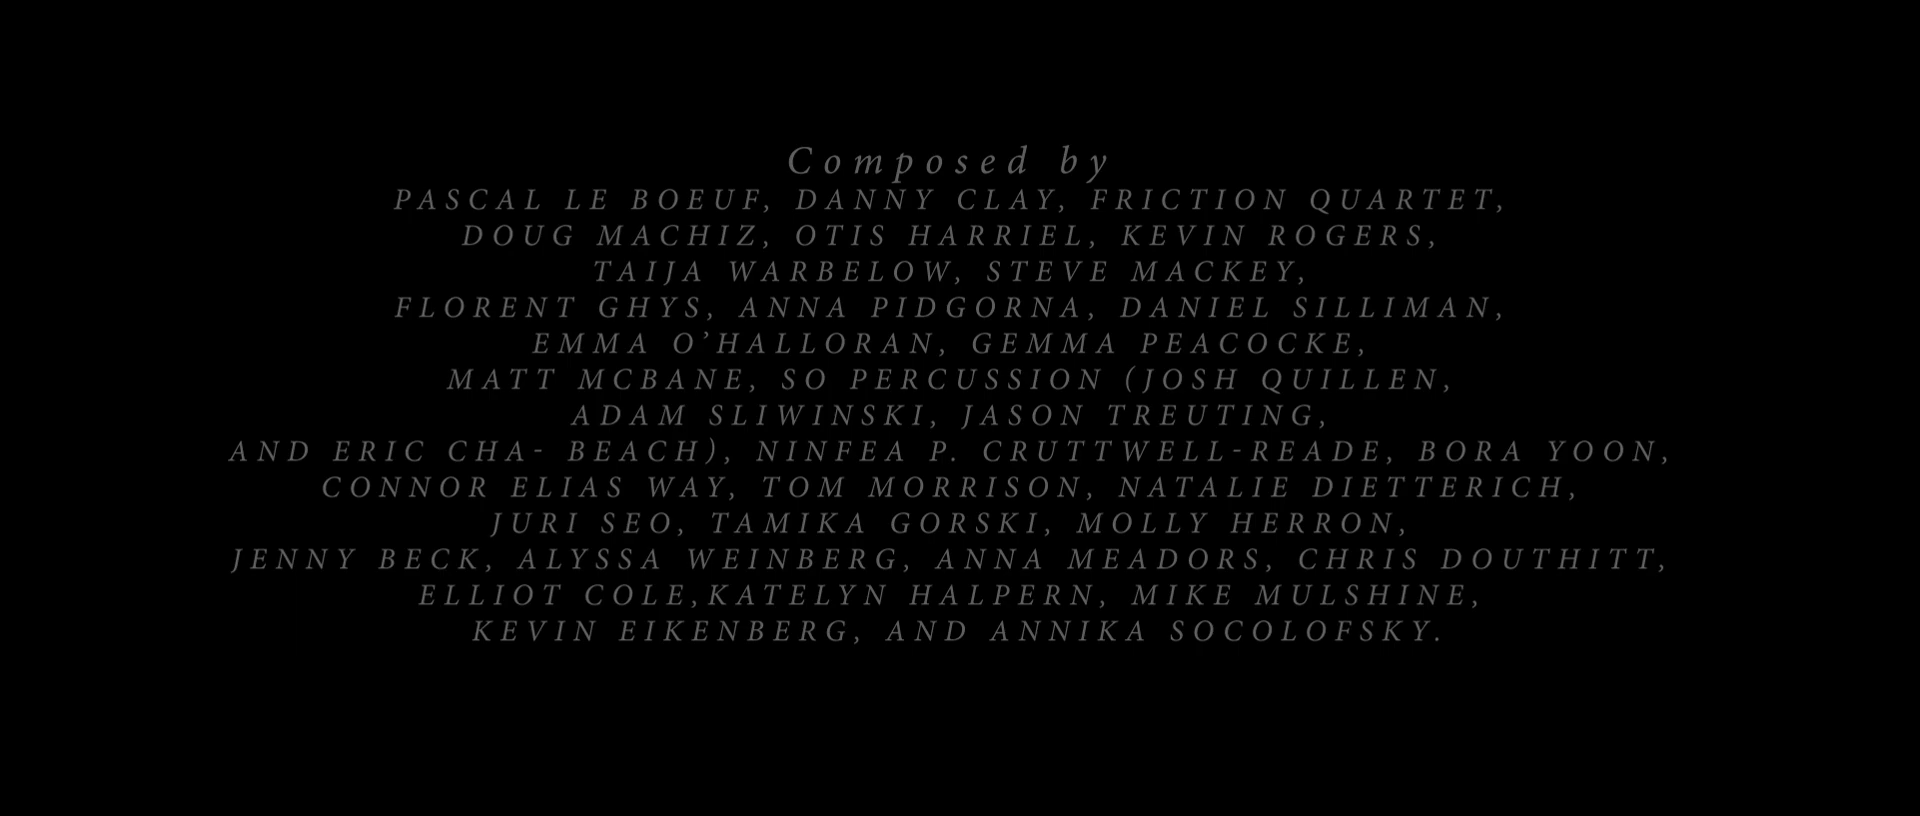 Composed by
PASCAL LE BOEUF, DANNY CLAY, FRICTION QUARTET,
DOUG MACHIZ, OTIS HARRIEL, KEVIN ROGERS,
TAIJA WARBELOW, STEVE MACKEY,
FLORENT GHYS, ANNA PIDGORNA, DANIEL SILLIMAN,
EMMA O’HALLORAN, GEMMA PEACOCKE,
MATT MCBANE, SO PERCUSSION (JOSH QUILLEN,
ADAM SLIWINSKI, JASON TREUTING,
AND ERIC CHA- BEACH), NINFEA P. CRUTTWELL-READE, BORA YOON,
CONNOR ELIAS WAY, TOM MORRISON, NATALIE DIETTERICH,
JURI SEO, TAMIKA GORSKI, MOLLY HERRON,
JENNY BECK, ALYSSA WEINBERG, ANNA MEADORS, CHRIS DOUTHITT,
ELLIOT COLE,KATELYN HALPERN, MIKE MULSHINE,
KEVIN EIKENBERG, AND ANNIKA SOCOLOFSKY.